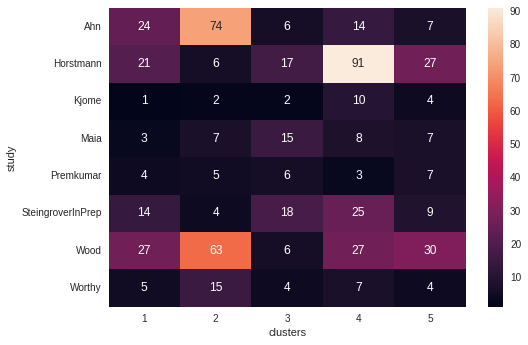 study
Ahn 24 74 6 14 7
Horstmann 21 6 17 91 27
Kjome 1 2 2 10 4
Maia 3 7 15 8 7
Premkumar 4 5 6 3 7
SteingroverInPrep 14 4 18 25 9
Wood 27 63 6 27 30
Worthy 5 15 4 7 4
1 2 3 4 5
clusters
90
80
70
60
50
40
30
20
10